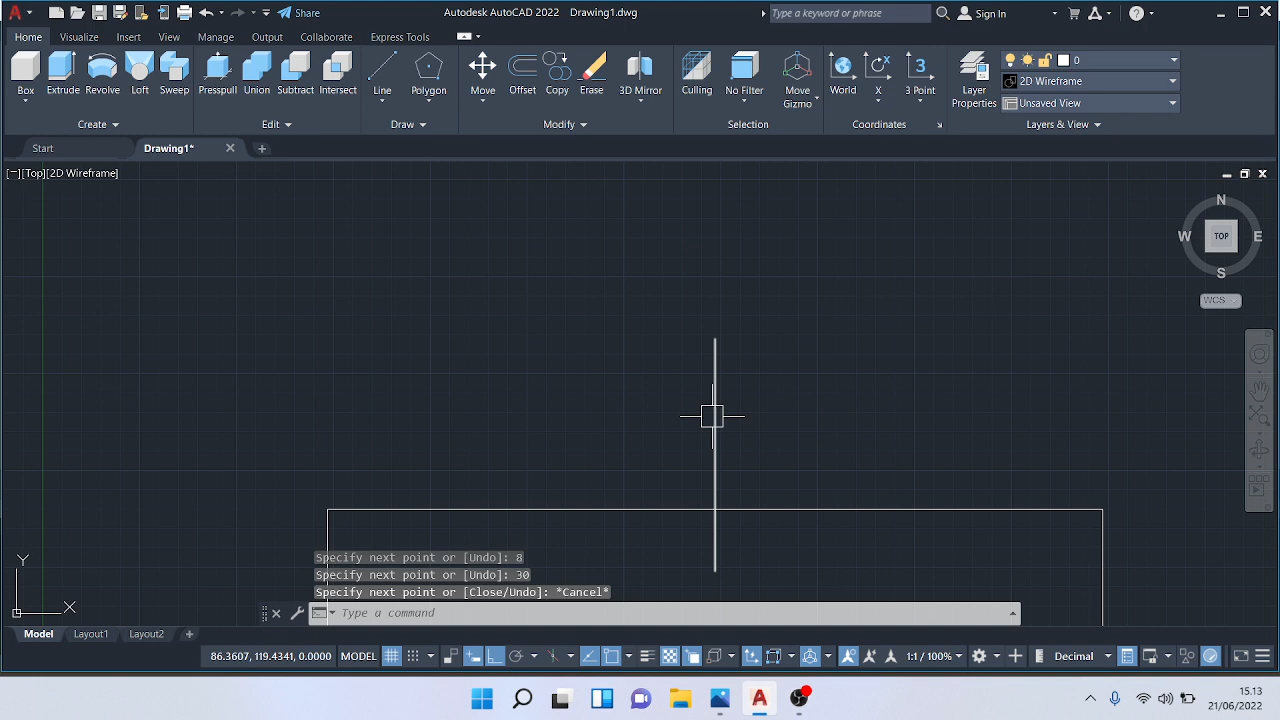 Share
Autodesk AutoCAD 2022 Drawing1.dwg
Type a keyword or phrase
Sign In
Home Visualize Insert View Manage Output Collaborate Express Tools
0
2D Wireframe
Unsaved View
Box Extrude Revolve Loft Sweep Presspull Union Subtract Intersect Line Polygon Move Offset Copy Erase 3D Mirror Culling No Filter Move Gizmo World X 3 Point Layer Properties
Create Edit Draw Modify Selection Coordinates Layers & View
Start Drawing1*
[−][Top][2D Wireframe]
N
W TOP E
S
WCS
Specify next point or [Undo]: 8
Y
Specify next point or [Undo]: 30
Specify next point or [Close/Undo]: *Cancel*
X
Type a command
Model Layout1 Layout2
86.3607, 119.4341, 0.0000 MODEL 1:1 / 100% Decimal
15.13
21/06/2022